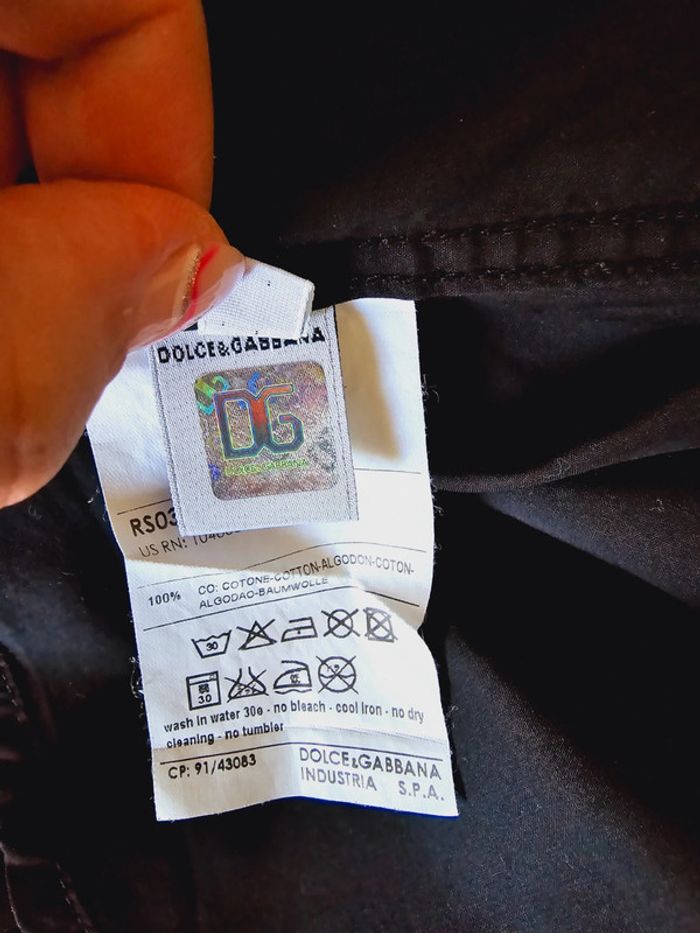 DOLCE&GABBANA
DG
DOLCE&GABBANA
RS03
US RN: 1040
100% CO: COTONE-COTTON-ALGODON-COTON-
ALGODAO-BAUMWOLLE
30
30
wash in water 30e - no bleach - cool iron - no dry
cleaning - no tumbler
CP: 91/43083 DOLCE&GABBANA
INDUSTRIA S.P.A.